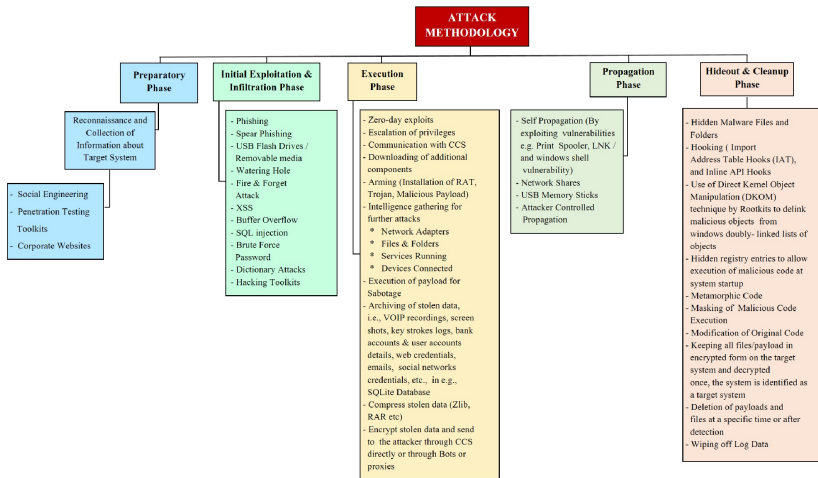 ATTACK
METHODOLOGY
Preparatory
Phase
Reconnaissance and
Collection of
Information about
Target System
- Social Engineering
- Penetration Testing
Toolkits
- Corporate Websites
Initial Exploitation &
Infiltration Phase
- Phishing
- Spear Phishing
- USB Flash Drives /
Removable media
- Watering Hole
- Fire & Forget
Attack
- XSS
- Buffer Overflow
- SQL injection
- Brute Force
Password
- Dictionary Attacks
- Hacking Toolkits
Execution
Phase
- Zero-day exploits
- Escalation of privileges
- Communication with CCS
- Downloading of additional
components
- Arming (Installation of RAT,
Trojan, Malicious Payload)
- Intelligence gathering for
further attacks
* Network Adapters
* Files & Folders
* Services Running
* Devices Connected
- Execution of payload for
Sabotage
- Archiving of stolen data,
i.e., VOIP recordings, screen
shots, key strokes logs, bank
accounts & user accounts
details, web credentials,
emails, social networks
credentials, etc., in e.g.,
SQLite Database
- Compress stolen data (Zlib,
RAR etc)
- Encrypt stolen data and send
to the attacker through CCS
directly or through Bots or
proxies
Propagation
Phase
- Self Propagation (By
exploiting vulnerabilities
e.g. Print Spooler, LNK /
and windows shell
vulnerability)
- Network Shares
- USB Memory Sticks
- Attacker Controlled
Propagation
Hideout & Cleanup
Phase
- Hidden Malware Files and
Folders
- Hooking ( Import
Address Table Hooks (IAT),
and Inline API Hooks
- Use of Direct Kernel Object
Manipulation (DKOM)
technique by Rootkits to delink
malicious objects from
windows doubly- linked lists of
objects
- Hidden registry entries to allow
execution of malicious code at
system startup
- Metamorphic Code
- Masking of Malicious Code
Execution
- Modification of Original Code
- Keeping all files/payload in
encrypted form on the target
system and decrypted
once, the system is identified as
a target system
- Deletion of payloads and
files at a specific time or after
detection
- Wiping off Log Data